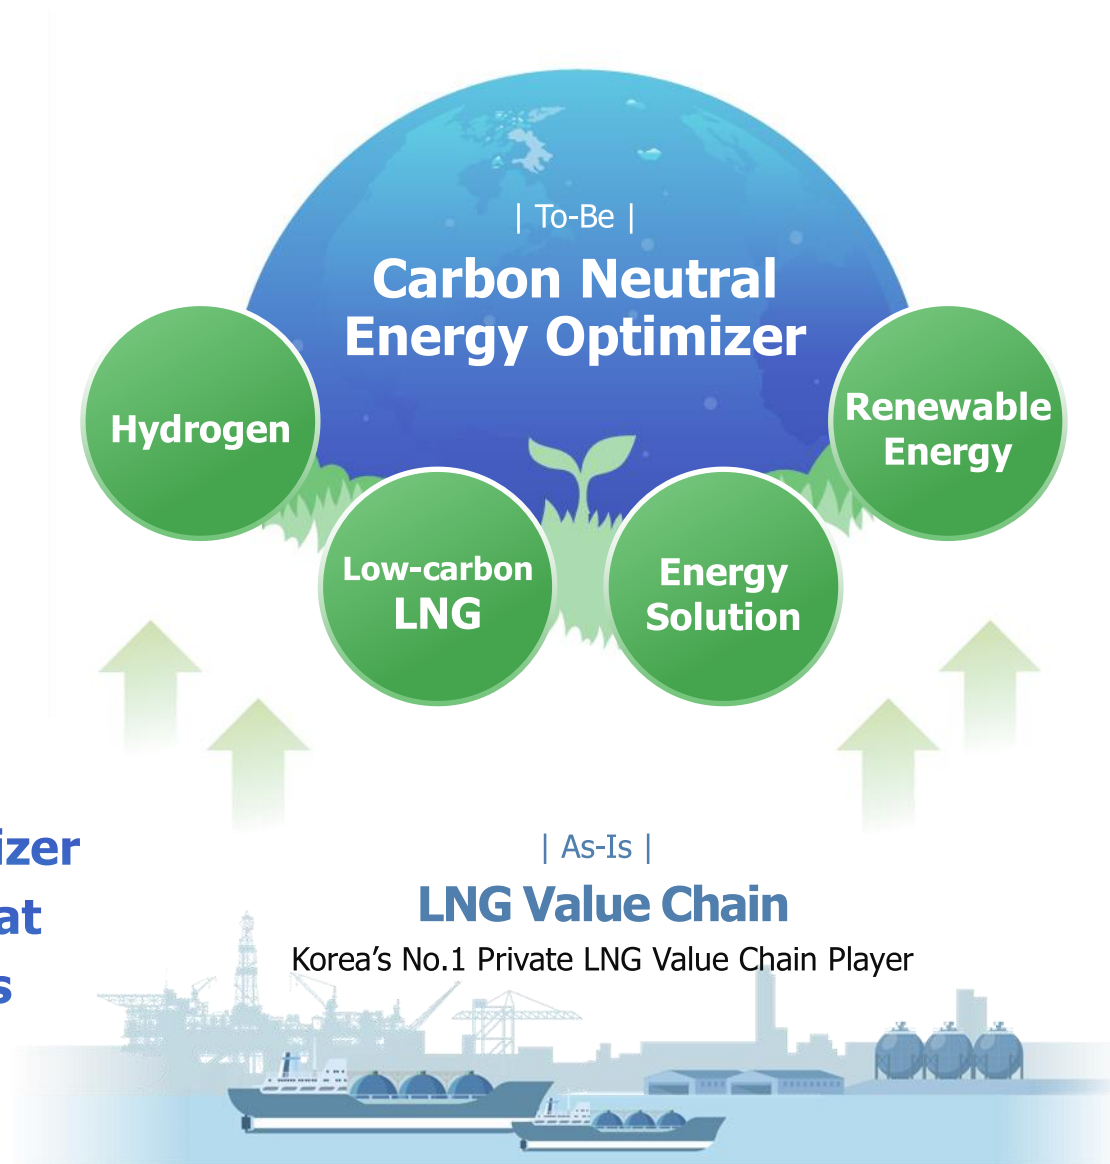 | To-Be |
Carbon Neutral
Energy Optimizer
Hydrogen
Low-carbon
LNG
Energy
Solution
Renewable
Energy
izer
at
s
| As-Is |
LNG Value Chain
Korea’s No.1 Private LNG Value Chain Player